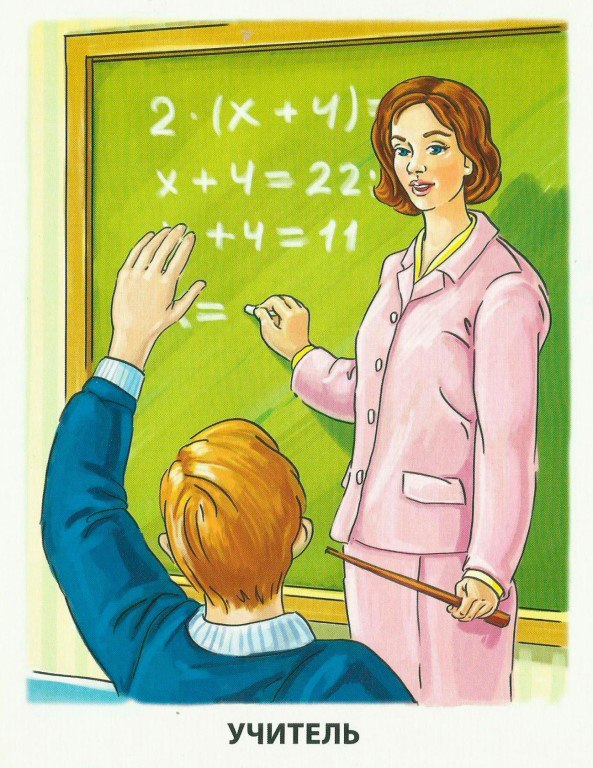 2 · (x + 4) =
x + 4 = 22 :
+ 4 = 11
=
УЧИТЕЛЬ